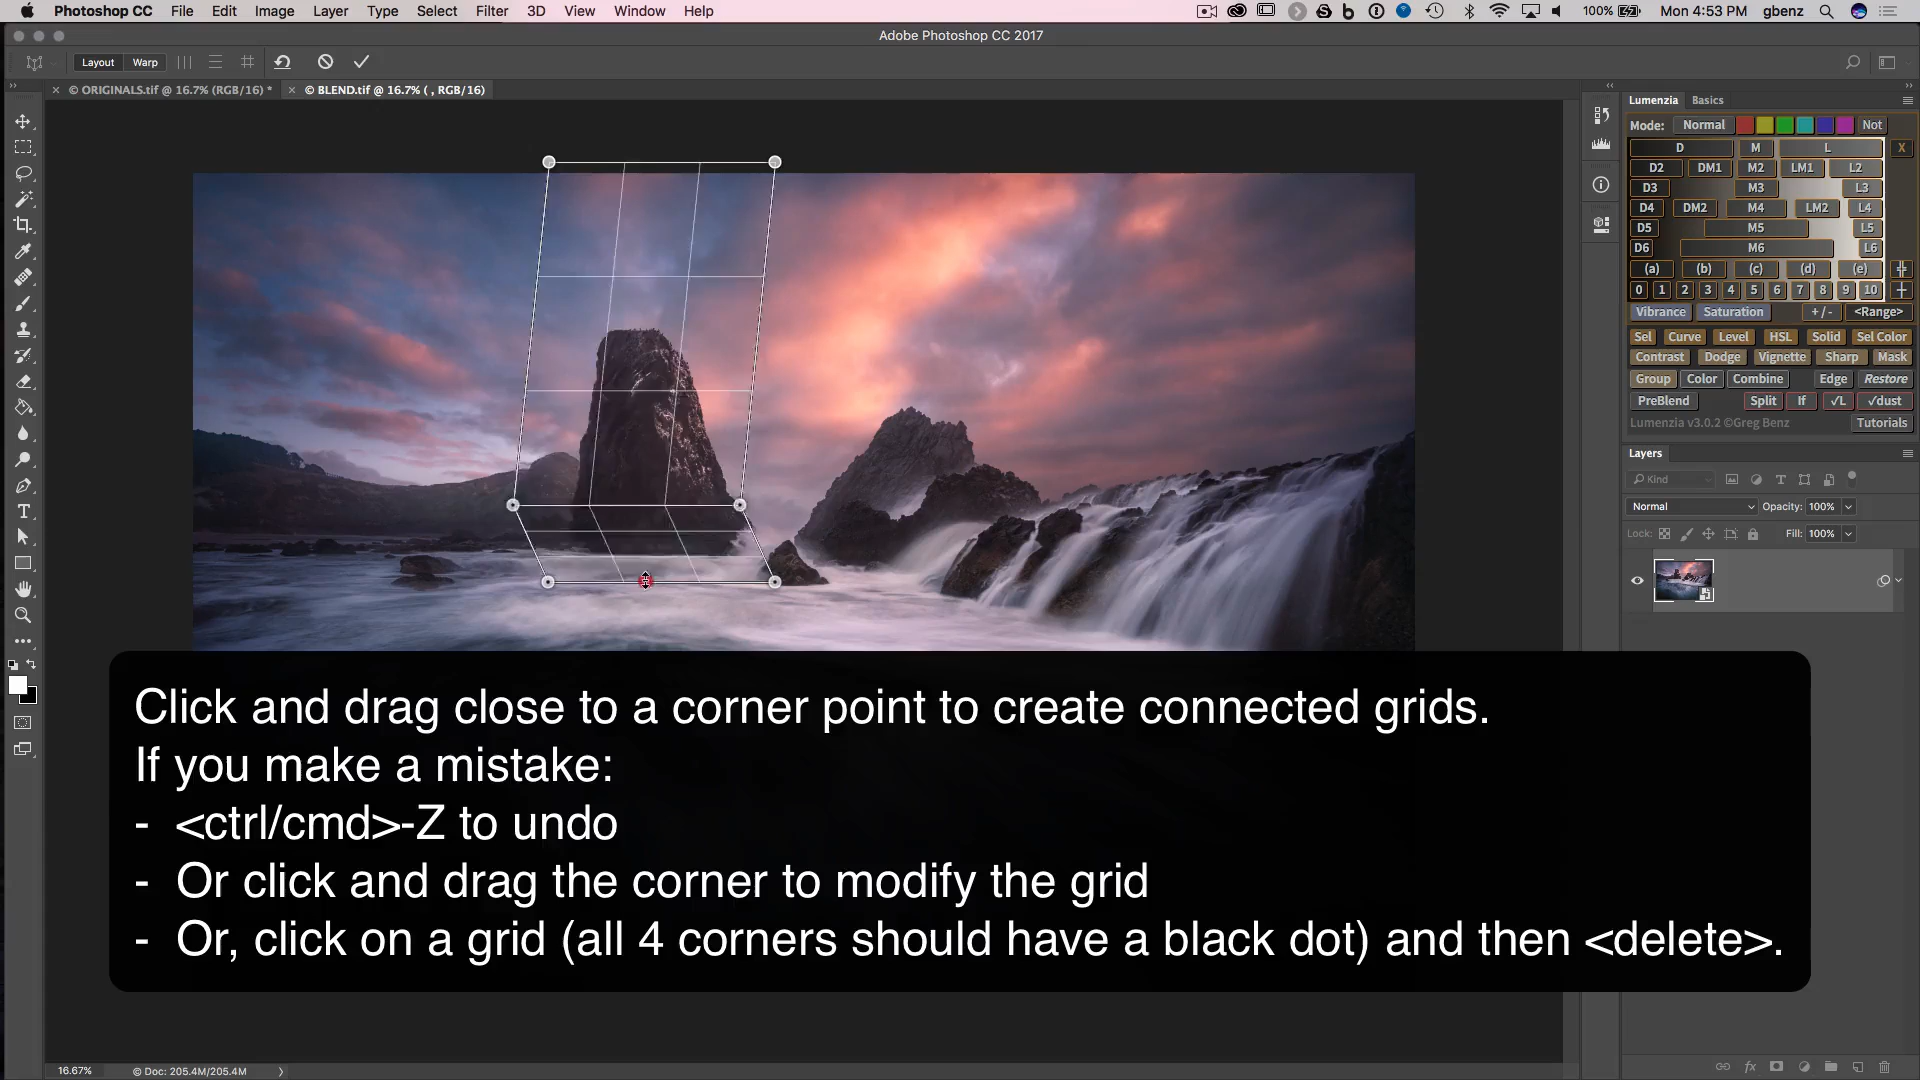 Photoshop CC File Edit Image Layer Type Select Filter 3D View Window Help 100% Mon 4:53 PM gbenz
Adobe Photoshop CC 2017
Layout Warp
© ORIGINALS.tif @ 16.7% (RGB/16) * © BLEND.tif @ 16.7% ( , RGB/16)
Lumenzia Basics
Mode: Normal Not
D M L X
D2 DM1 M2 LM1 L2
D3 M3 L3
D4 DM2 M4 LM2 L4
D5 M5 L5
D6 M6 L6
(a) (b) (c) (d) (e)
0 1 2 3 4 5 6 7 8 9 10
Vibrance Saturation + / - <Range>
Sel Curve Level HSL Solid Sel Color
Contrast Dodge Vignette Sharp Mask
Group Color Combine Edge Restore
PreBlend Split If √L √dust
Lumenzia v3.0.2 ©Greg Benz Tutorials
Layers
Kind
Normal Opacity: 100%
Lock: Fill: 100%
Click and drag close to a corner point to create connected grids.
If you make a mistake:
- <ctrl/cmd>-Z to undo
- Or click and drag the corner to modify the grid
- Or, click on a grid (all 4 corners should have a black dot) and then <delete>.
16.67% © Doc: 205.4M/205.4M